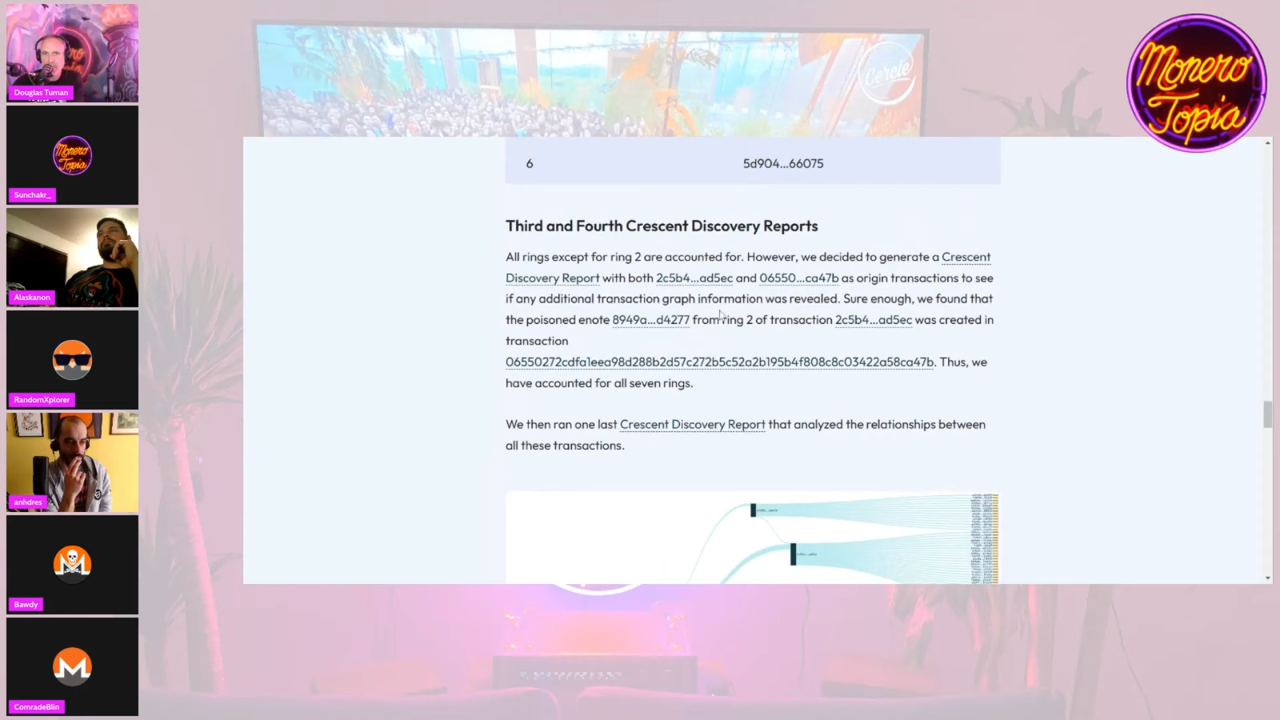 Douglas Tuman
Sunchakr_
Alaskanon
RandomXplorer
anhdres
Bawdy
ComradeBlin
Cercle
Monero
Topia
6 5d904...66075
Third and Fourth Crescent Discovery Reports
All rings except for ring 2 are accounted for. However, we decided to generate a Crescent
Discovery Report with both 2c5b4...ad5ec and 06550...ca47b as origin transactions to see
if any additional transaction graph information was revealed. Sure enough, we found that
the poisoned enote 8949a...d4277 from ring 2 of transaction 2c5b4...ad5ec was created in
transaction
06550272cdfa1eea98d288b2d57c272b5c52a2b195b4f808c8c03422a58ca47b. Thus, we
have accounted for all seven rings.
We then ran one last Crescent Discovery Report that analyzed the relationships between
all these transactions.